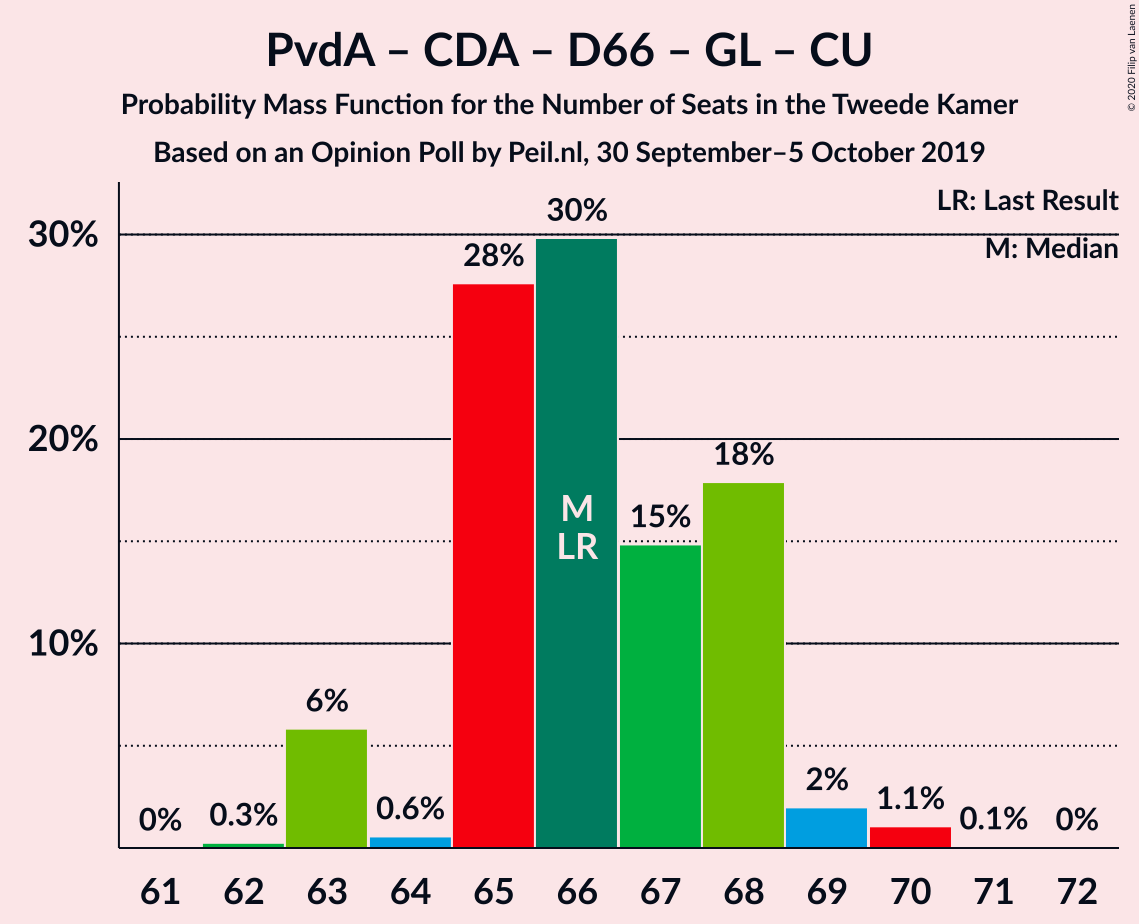 PvdA – CDA – D66 – GL – CU
Probability Mass Function for the Number of Seats in the Tweede Kamer
Based on an Opinion Poll by Peil.nl, 30 September–5 October 2019
© 2020 Filip van Laenen
LR: Last Result
M: Median
30%
20%
10%
0%
0.3%
6%
0.6%
28%
30%
15%
18%
2%
1.1%
0.1%
0%
M
LR
61 62 63 64 65 66 67 68 69 70 71 72